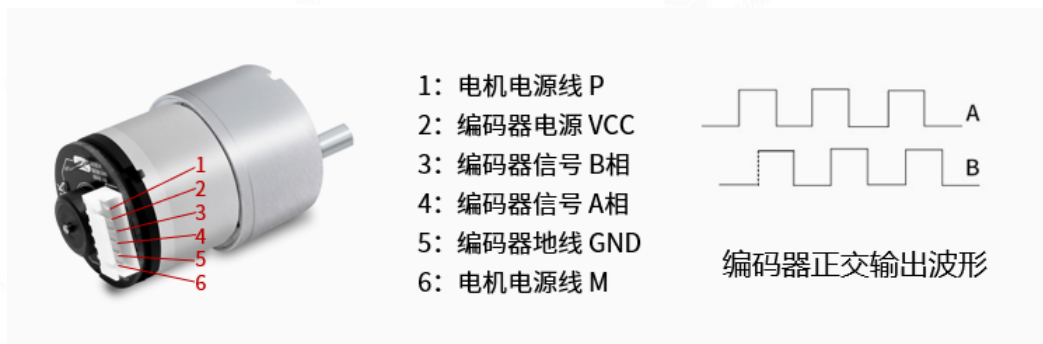 1
2
3
4
5
6
1：电机电源线 P
2：编码器电源 VCC
3：编码器信号 B相
4：编码器信号 A相
5：编码器地线 GND
6：电机电源线 M
A
B
编码器正交输出波形